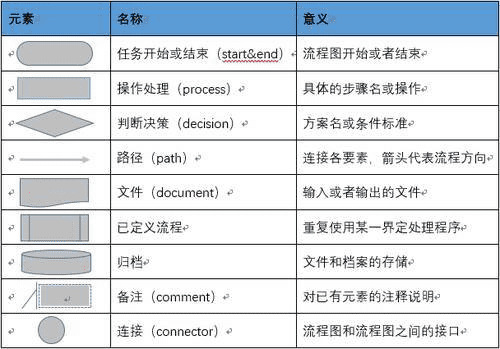 元素 名称 意义
任务开始或结束（start&end） 流程图开始或者结束
操作处理（process） 具体的步骤名或操作
判断决策（decision） 方案名或条件标准
路径（path） 连接各要素，箭头代表流程方向
文件（document） 输入或者输出的文件
已定义流程 重复使用某一界定处理程序
归档 文件和档案的存储
备注（comment） 对已有元素的注释说明
连接（connector） 流程图和流程图之间的接口